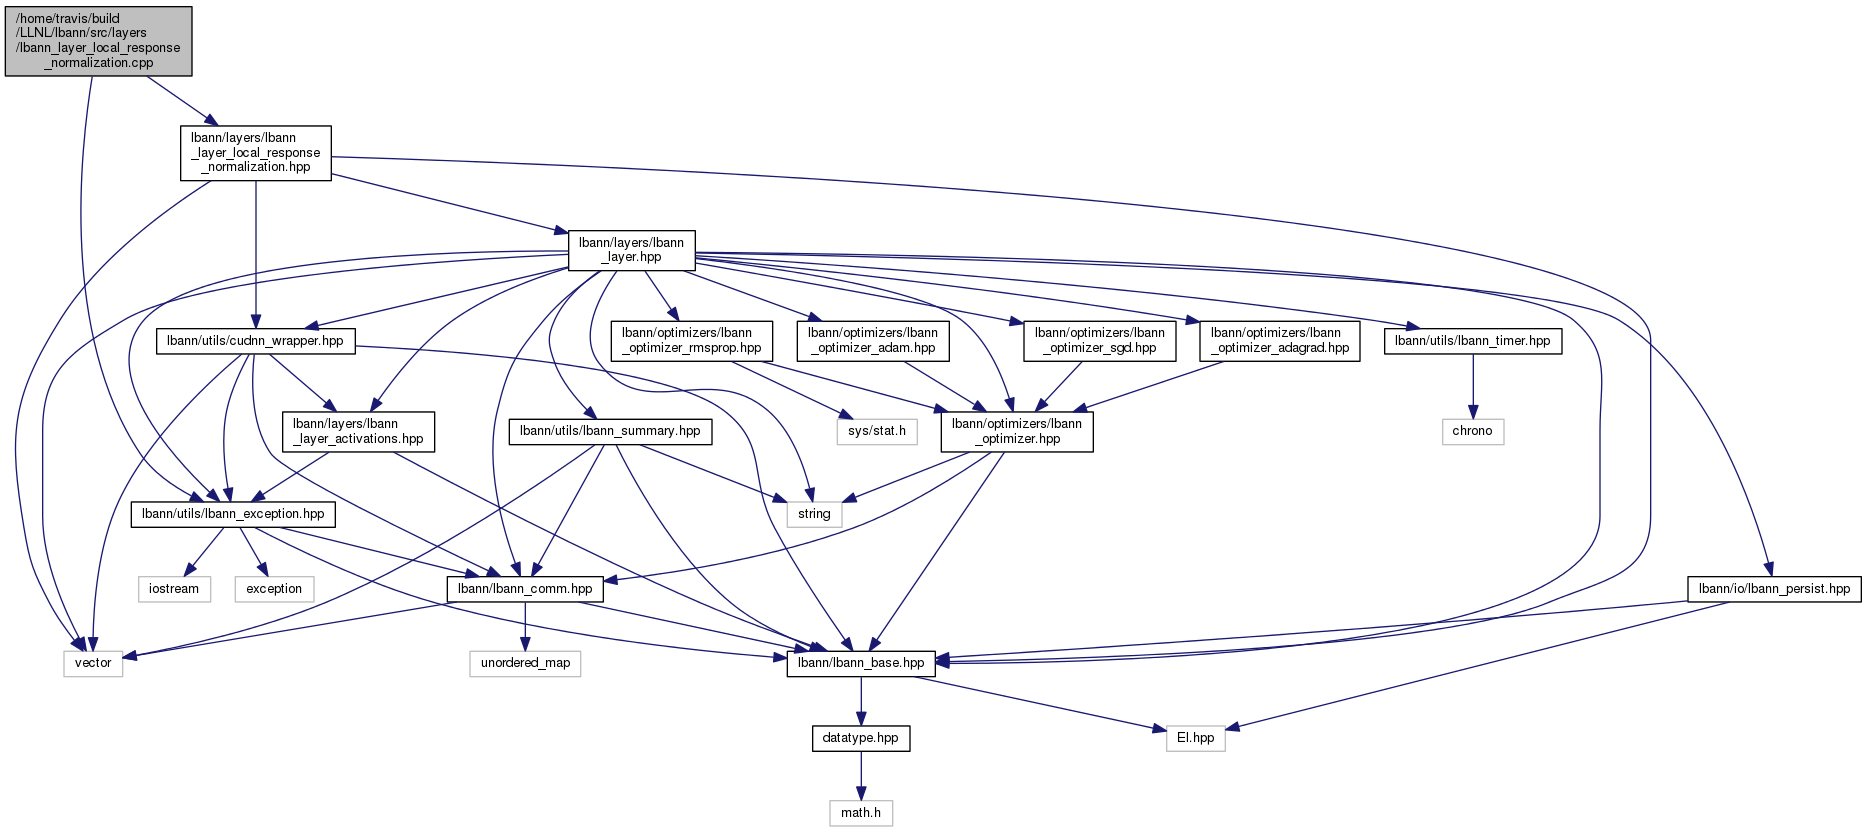 /home/travis/build
/LLNL/lbann/src/layers
/lbann_layer_local_response
_normalization.cpp
lbann/layers/lbann
_layer_local_response
_normalization.hpp
lbann/layers/lbann
_layer.hpp
lbann/utils/cudnn_wrapper.hpp
lbann/optimizers/lbann
_optimizer_rmsprop.hpp
lbann/optimizers/lbann
_optimizer_adam.hpp
lbann/optimizers/lbann
_optimizer_sgd.hpp
lbann/optimizers/lbann
_optimizer_adagrad.hpp
lbann/utils/lbann_timer.hpp
lbann/layers/lbann
_layer_activations.hpp
lbann/utils/lbann_summary.hpp
sys/stat.h
lbann/optimizers/lbann
_optimizer.hpp
chrono
lbann/utils/lbann_exception.hpp
string
iostream
exception
lbann/lbann_comm.hpp
lbann/io/lbann_persist.hpp
vector
unordered_map
lbann/lbann_base.hpp
datatype.hpp
El.hpp
math.h